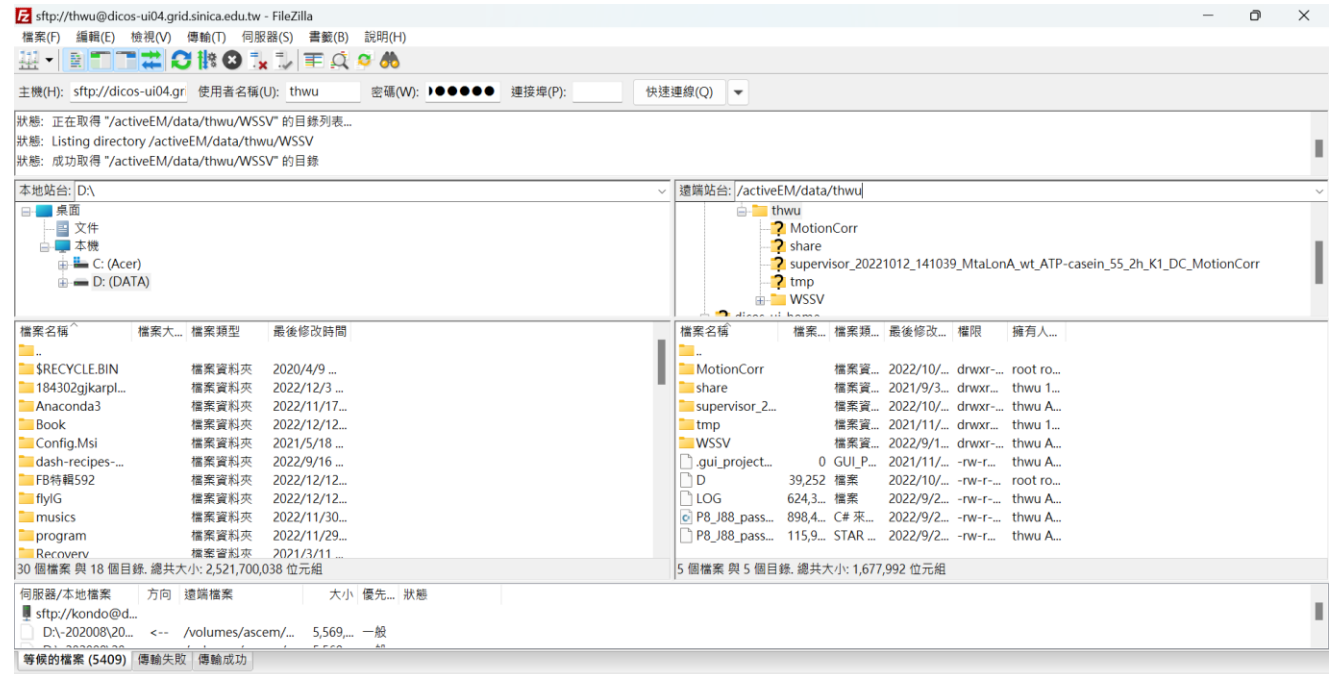 sftp://thwu@dicos-ui04.grid.sinica.edu.tw - FileZilla
檔案(F) 編輯(E) 檢視(V) 傳輸(T) 伺服器(S) 書籤(B) 說明(H)
主機(H): sftp://dicos-ui04.gr 使用者名稱(U): thwu 密碼(W): ●●●●●● 連接埠(P): 快速連線(Q)
狀態: 正在取得 "/activeEM/data/thwu/WSSV" 的目錄列表...
狀態: Listing directory /activeEM/data/thwu/WSSV
狀態: 成功取得 "/activeEM/data/thwu/WSSV" 的目錄
本地站台: D:\
桌面
文件
本機
C: (Acer)
D: (DATA)
遠端站台: /activeEM/data/thwu
thwu
MotionCorr
share
supervisor_20221012_141039_MtaLonA_wt_ATP-casein_55_2h_K1_DC_MotionCorr
tmp
WSSV
檔案名稱 檔案大... 檔案類型 最後修改時間
..
$RECYCLE.BIN 檔案資料夾 2020/4/9 ...
184302gjkarpl... 檔案資料夾 2022/12/3 ...
Anaconda3 檔案資料夾 2022/11/17...
Book 檔案資料夾 2022/12/12...
Config.Msi 檔案資料夾 2021/5/18 ...
dash-recipes-... 檔案資料夾 2022/9/16 ...
FB特輯592 檔案資料夾 2022/12/12...
flyIG 檔案資料夾 2022/12/12...
musics 檔案資料夾 2022/11/30...
program 檔案資料夾 2022/11/29...
Recovery 檔案資料夾 2021/3/11 ...
30 個檔案 與 18 個目錄. 總共大小: 2,521,700,038 位元組
檔案名稱 檔案... 檔案類... 最後修改... 權限 擁有人...
..
MotionCorr 檔案資... 2022/10/... drwxr-... root ro...
share 檔案資... 2021/9/3... drwxr-... thwu 1...
supervisor_2... 檔案資... 2022/10/... drwxr-... thwu A...
tmp 檔案資... 2021/11/... drwxr-... thwu 1...
WSSV 檔案資... 2022/9/1... drwxr-... thwu A...
.gui_project... 0 GUI_P... 2021/11/... -rw-r... thwu A...
D 39,252 檔案 2022/10/... -rw-r-... root ro...
LOG 624,3... 檔案 2022/9/2... -rw-r-... thwu A...
P8_J88_pass... 898,4... C# 來... 2022/9/2... -rw-r-... thwu A...
P8_J88_pass... 115,9... STAR ... 2022/9/2... -rw-r... thwu A...
5 個檔案 與 5 個目錄. 總共大小: 1,677,992 位元組
伺服器/本地檔案 方向 遠端檔案 大小 優先... 狀態
sftp://kondo@d...
D:\-202008\20... <-- /volumes/ascem/... 5,569,... 一般
等候的檔案 (5409) 傳輸失敗 傳輸成功